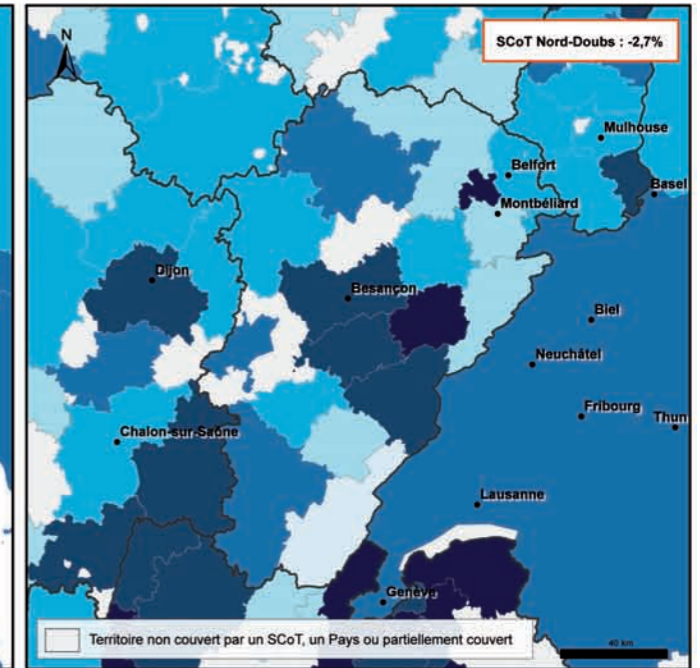 SCoT Nord-Doubs : -2,7%
N
Mulhouse
Belfort
Basel
Montbéliard
Dijon
Besançon
Biel
Neuchâtel
Fribourg
Thun
Chalon-sur-Saône
Lausanne
Genève
Territoire non couvert par un SCoT, un Pays ou partiellement couvert
40 km